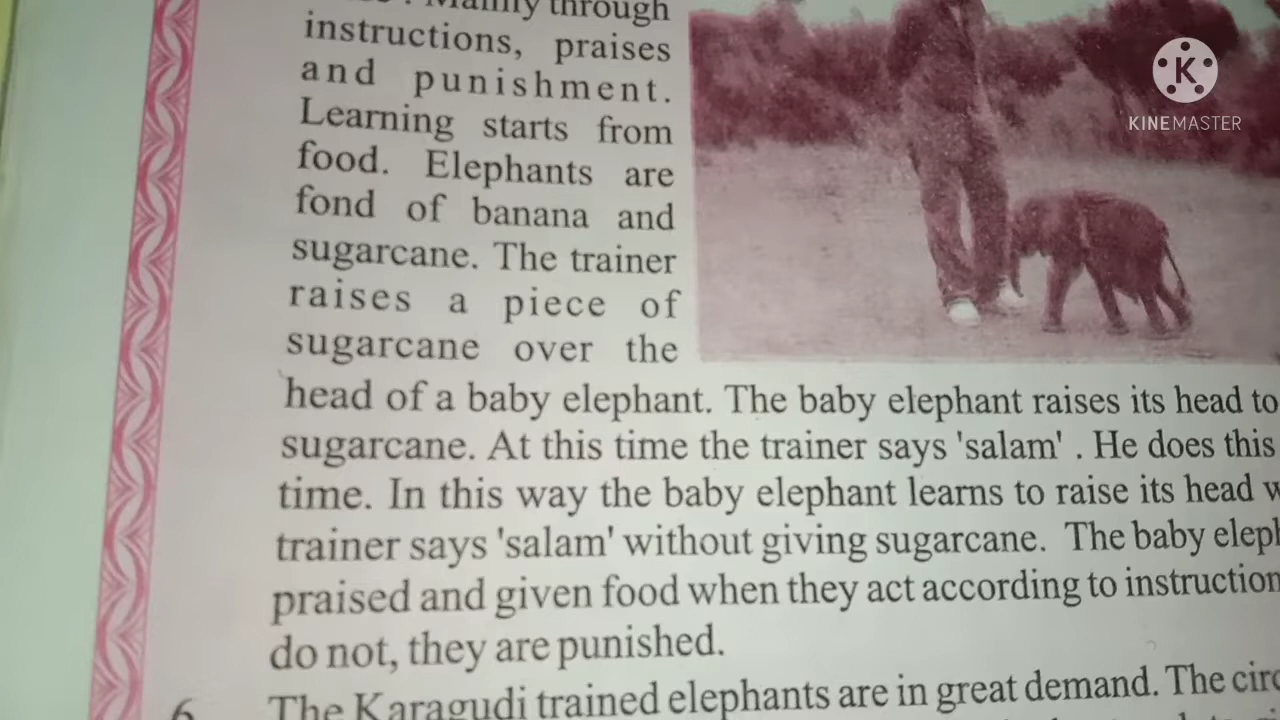 Mainly through
instructions, praises
and punishment.
Learning starts from
food. Elephants are
fond of banana and
sugarcane. The trainer
raises a piece of
sugarcane over the
head of a baby elephant. The baby elephant raises its head to
sugarcane. At this time the trainer says 'salam' . He does this
time. In this way the baby elephant learns to raise its head
trainer says 'salam' without giving sugarcane. The baby
praised and given food when they act according to instruction
do not, they are punished.
6 The Karagudi trained elephants are in great demand. The
KINEMASTER